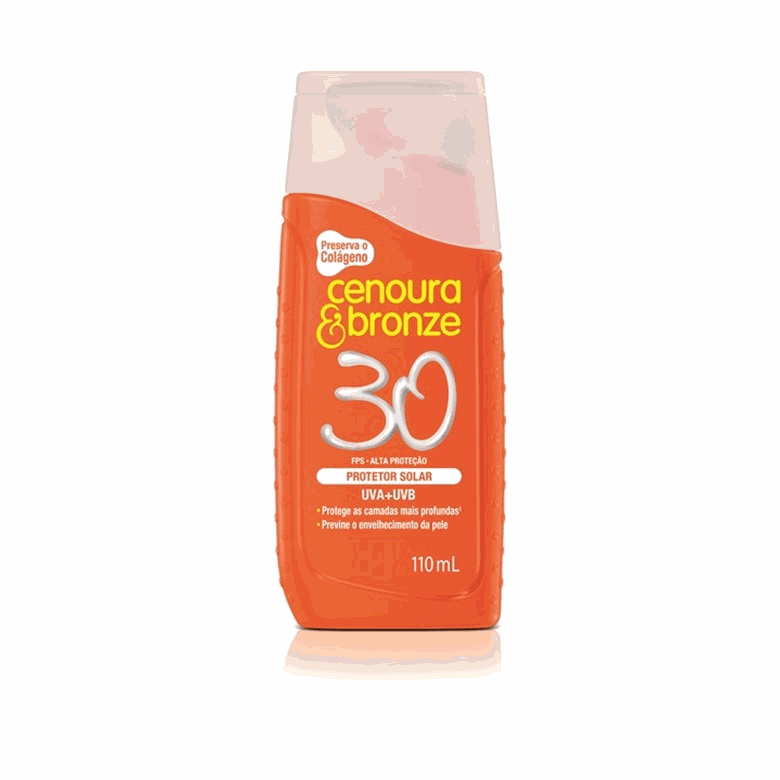 Preserva o
Colágeno
cenoura
&bronze
30
FPS - ALTA PROTEÇÃO
PROTETOR SOLAR
UVA+UVB
• Protege as camadas mais profundas¹
• Previne o envelhecimento da pele
110 mL